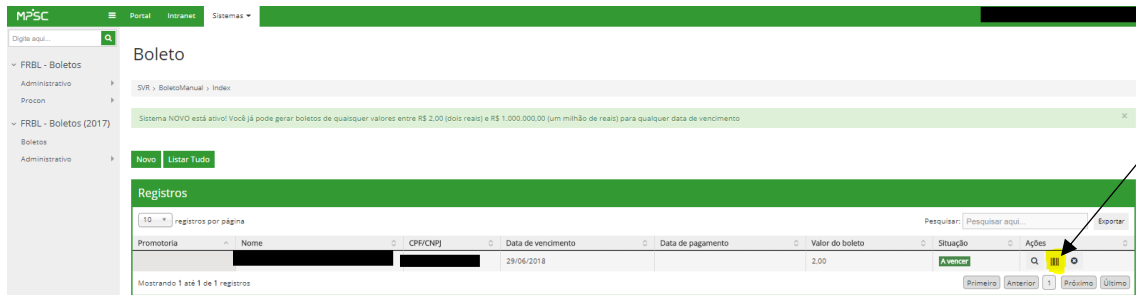 MPSC Portal Intranet Sistemas
Digite aqui...
Boleto
FRBL - Boletos
Administrativo
Procon
FRBL - Boletos (2017)
Boletos
Administrativo
SVR > BoletoManual > Index
Sistema NOVO está ativo! Você já pode gerar boletos de quaisquer valores entre R$ 2,00 (dois reais) e R$ 1.000.000,00 (um milhão de reais) para qualquer data de vencimento ×
Novo Listar Tudo
Registros
10 registros por página Pesquisar: Pesquisar aqui... Exportar
Promotoria Nome CPF/CNPJ Data de vencimento Data de pagamento Valor do boleto Situação Ações
29/06/2018 2.00 A vencer
Mostrando 1 até 1 de 1 registros Primeiro Anterior 1 Próximo Último